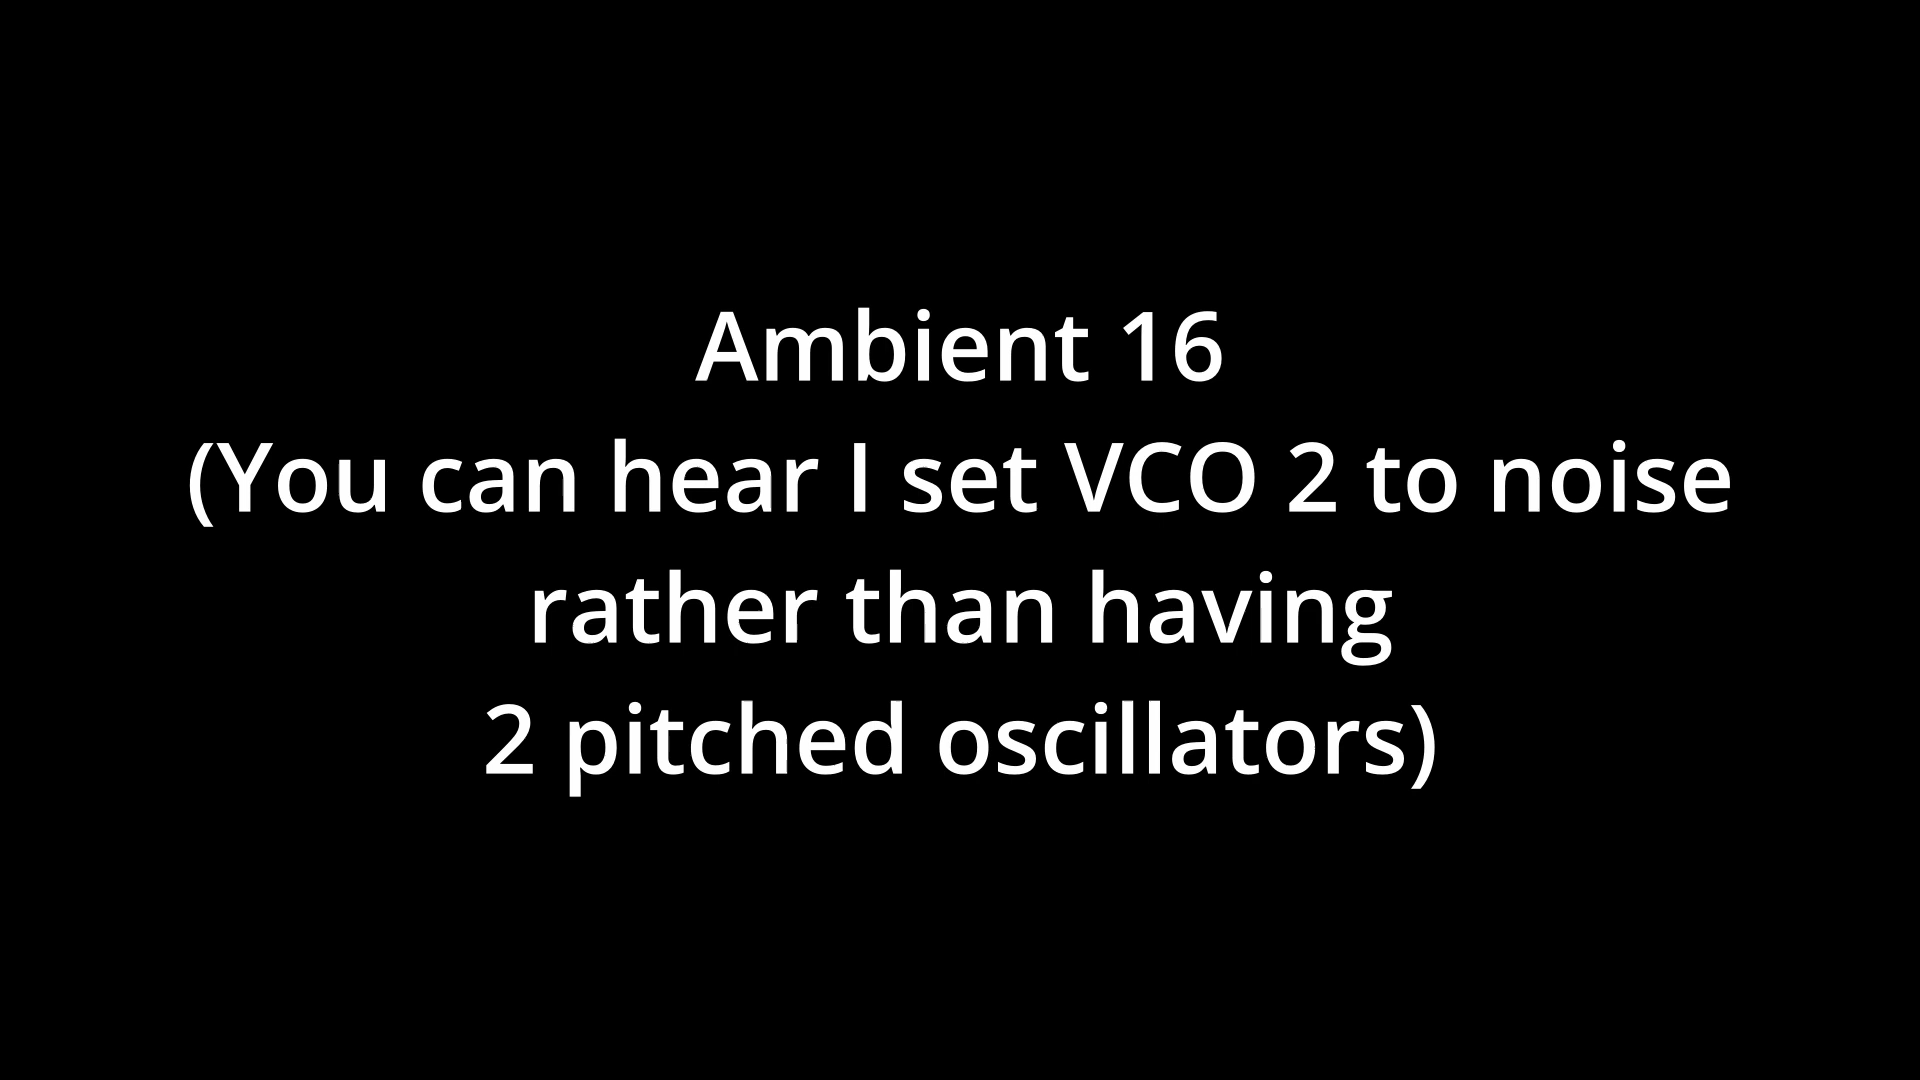 Ambient 16
(You can hear I set VCO 2 to noise
rather than having
2 pitched oscillators)